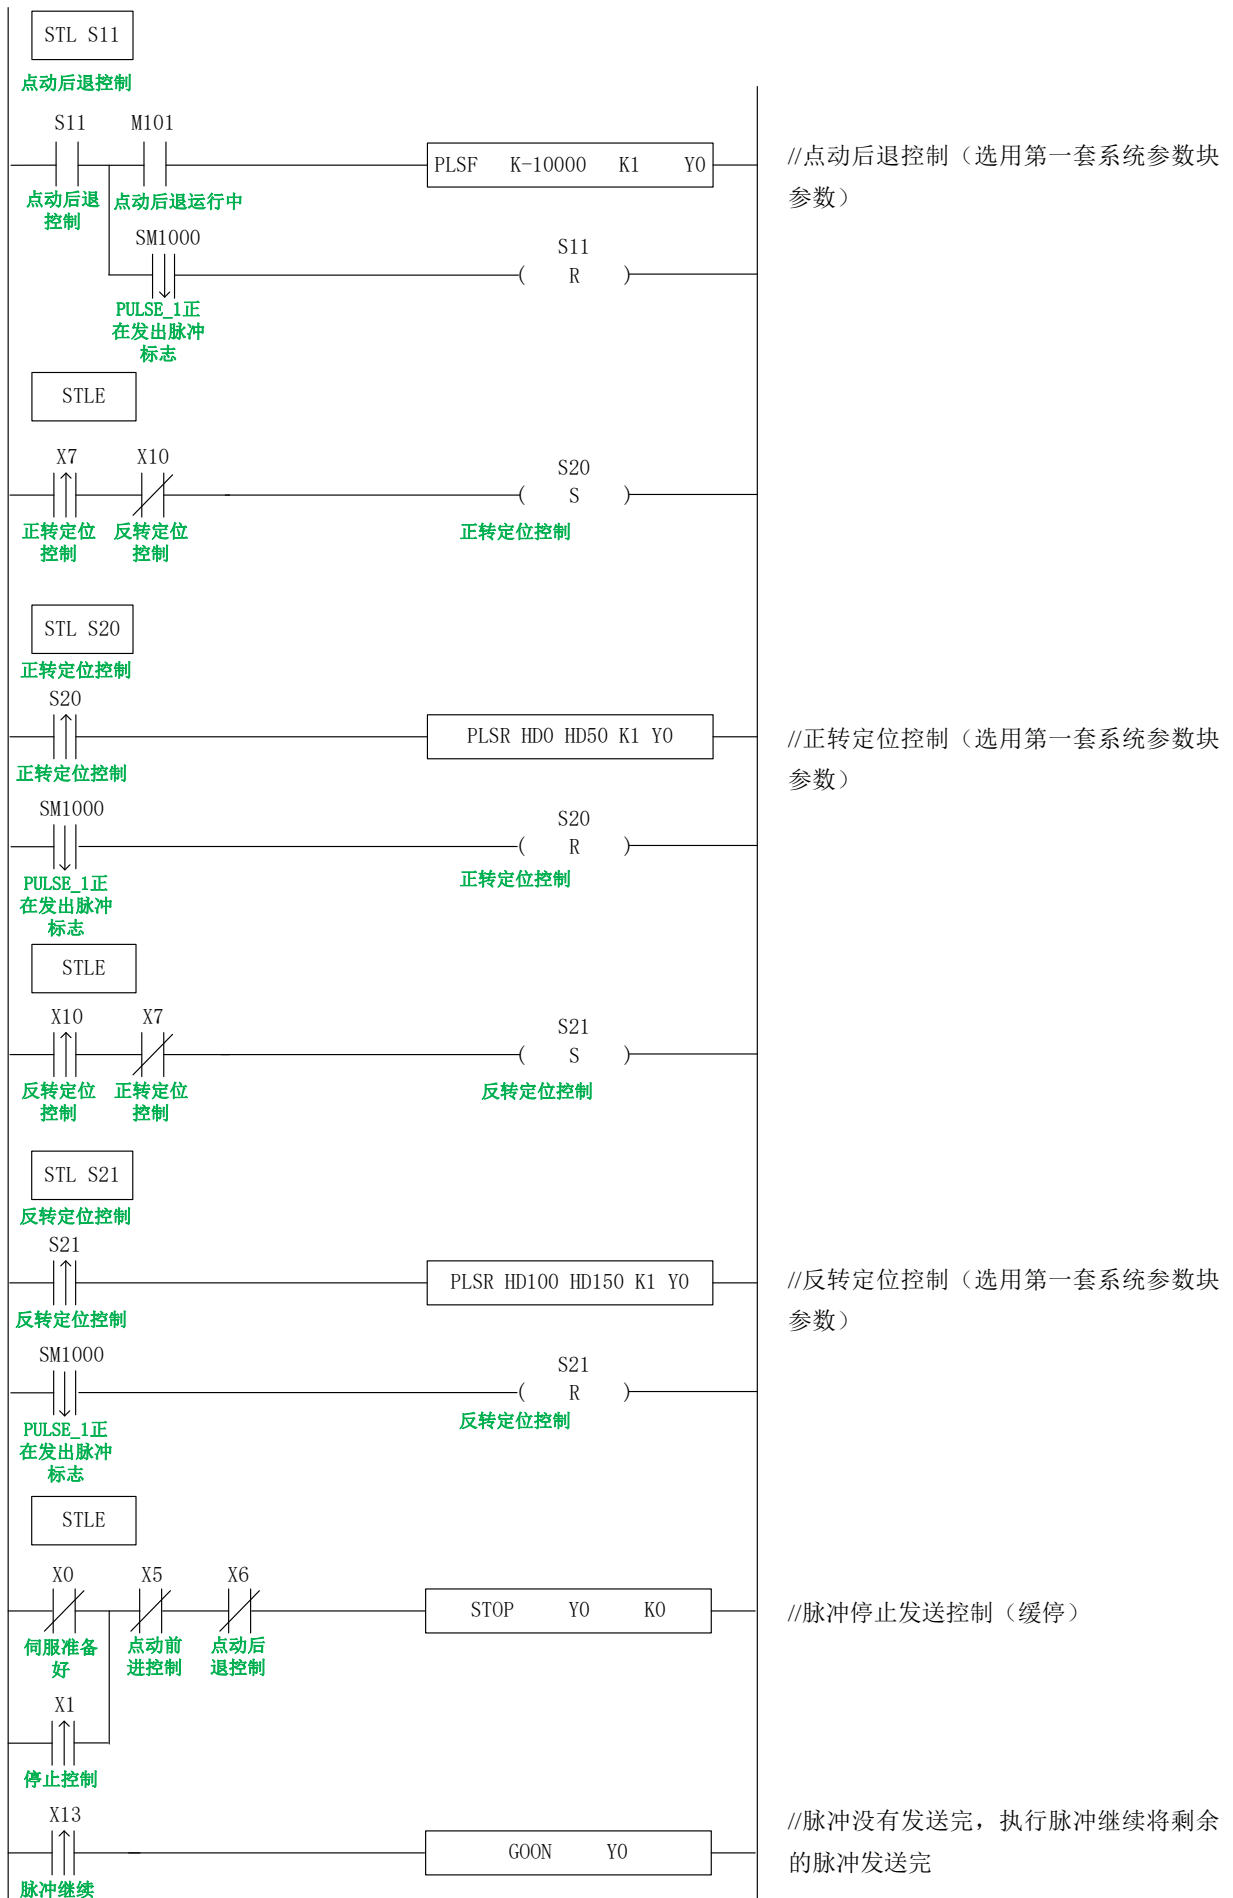 STL S11
点动后退控制
S11 M101
PLSF K-10000 K1 Y0
//点动后退控制（选用第一套系统参数块
参数）
点动后退
控制
点动后退运行中
SM1000
S11
( R )
PULSE_1正
在发出脉冲
标志
STLE
X7 X10
S20
( S )
正转定位
控制
反转定位
控制
正转定位控制
STL S20
正转定位控制
S20
PLSR HD0 HD50 K1 Y0
//正转定位控制（选用第一套系统参数块
参数）
正转定位控制
SM1000
S20
( R )
正转定位控制
PULSE_1正
在发出脉冲
标志
STLE
X10 X7
S21
( S )
反转定位
控制
正转定位
控制
反转定位控制
STL S21
反转定位控制
S21
PLSR HD100 HD150 K1 Y0
//反转定位控制（选用第一套系统参数块
参数）
反转定位控制
SM1000
S21
( R )
反转定位控制
PULSE_1正
在发出脉冲
标志
STLE
X0 X5 X6
STOP Y0 K0
//脉冲停止发送控制（缓停）
伺服准备
好
点动前
进控制
点动后
退控制
X1
停止控制
X13
GOON Y0
//脉冲没有发送完，执行脉冲继续将剩余
的脉冲发送完
脉冲继续